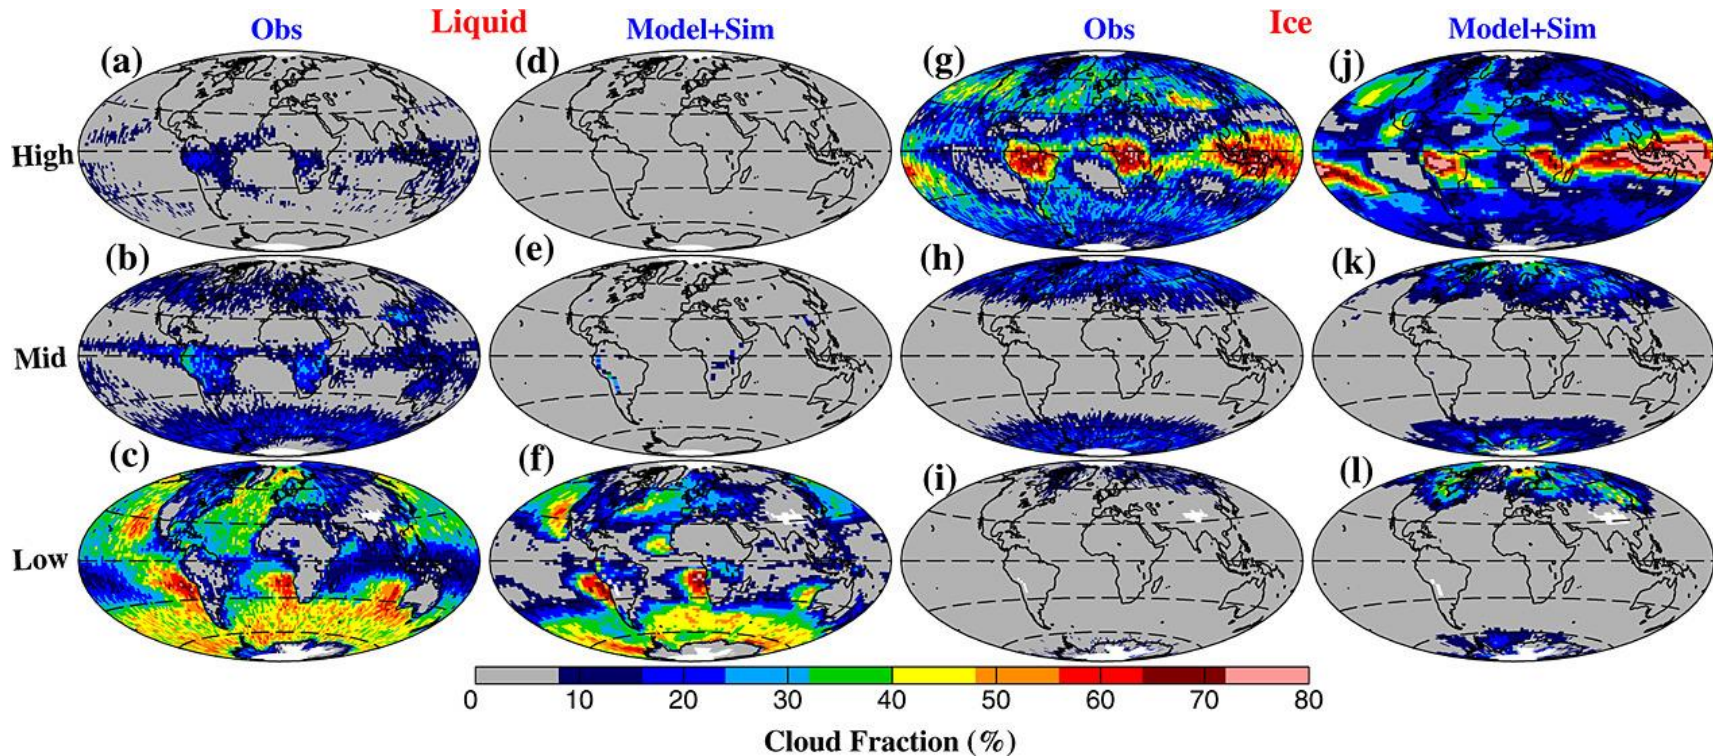 Liquid Ice
Obs Model+Sim Obs Model+Sim
(a) (d) (g) (j)
High
(b) (e) (h) (k)
Mid
(c) (f) (i) (l)
Low
0 10 20 30 40 50 60 70 80
Cloud Fraction (%)